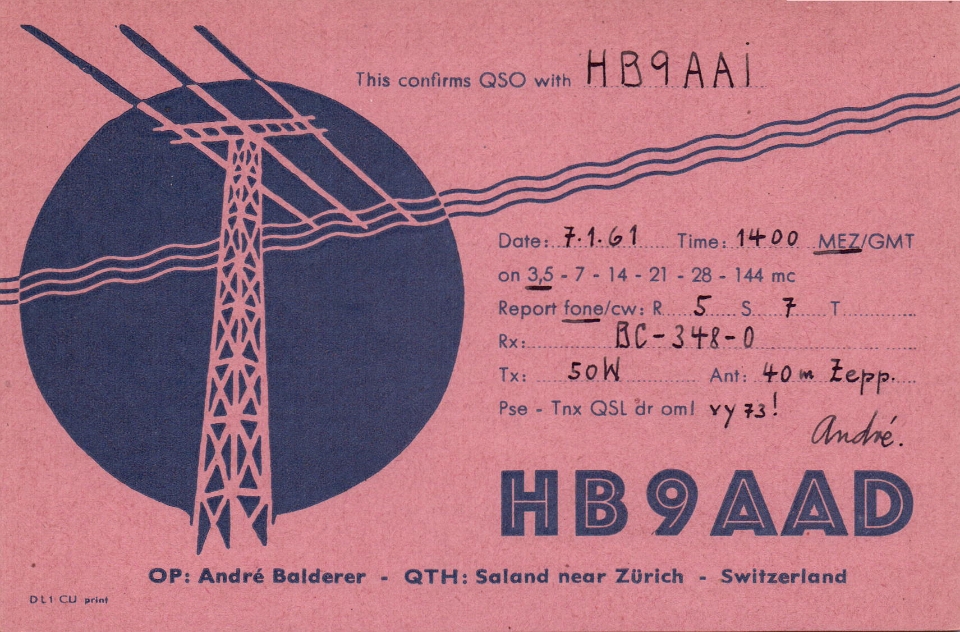 This confirms QSO with HB9AAi
Date: 7.1.61 Time: 1400 MEZ/GMT
on 3,5 - 7 - 14 - 21 - 28 - 144 mc
Report fone/cw: R 5 S 7 T
Rx: BC-348-O
Tx: 50W Ant: 40m Zepp.
Pse - Tnx QSL dr om! vy 73!
André.
HB9AAD
OP: André Balderer - QTH: Saland near Zürich - Switzerland
DL1 CU print